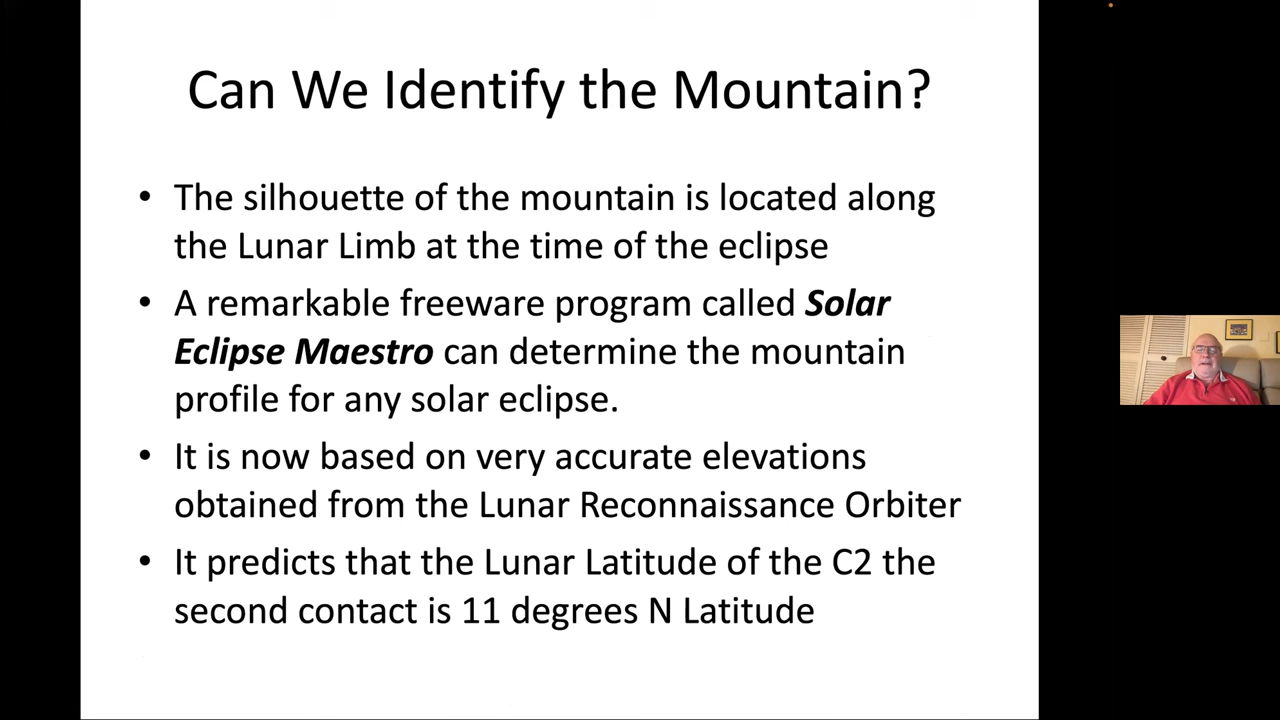 Can We Identify the Mountain?
• The silhouette of the mountain is located along
the Lunar Limb at the time of the eclipse
• A remarkable freeware program called Solar
Eclipse Maestro can determine the mountain
profile for any solar eclipse.
• It is now based on very accurate elevations
obtained from the Lunar Reconnaissance Orbiter
• It predicts that the Lunar Latitude of the C2 the
second contact is 11 degrees N Latitude